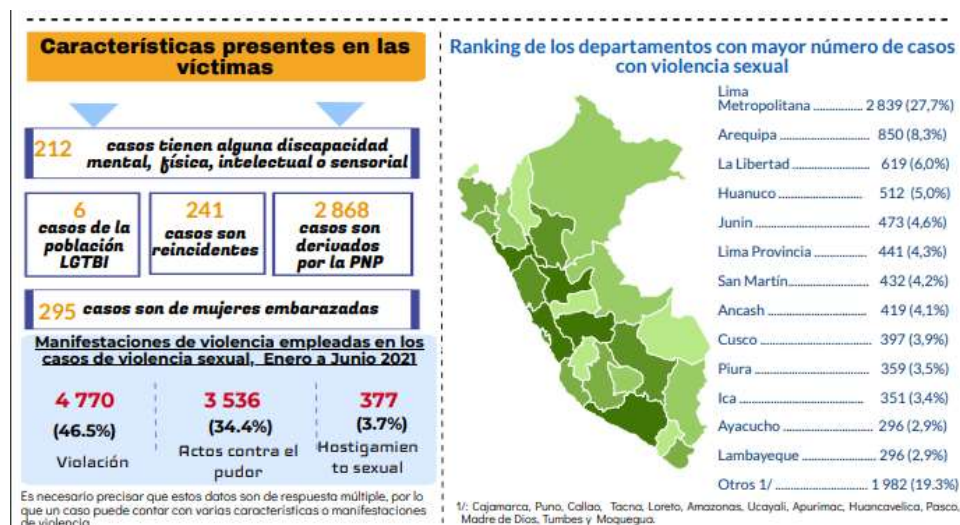 Características presentes en las
víctimas
212 casos tienen alguna discapacidad
mental, física, intelectual o sensorial
6
casos de la
población
LGTBI
241
casos son
reincidentes
2 868
casos son
derivados
por la PNP
295 casos son de mujeres embarazadas
Manifestaciones de violencia empleadas en los
casos de violencia sexual, Enero a Junio 2021
4 770
(46.5%)
Violación
3 536
(34.4%)
Actos contra el
pudor
377
(3.7%)
Hostigamien
to sexual
Es necesario precisar que estos datos son de respuesta múltiple, por lo
que un caso puede contar con varias características o manifestaciones
de violencia
Ranking de los departamentos con mayor número de casos
con violencia sexual
Lima
Metropolitana .............. 2 839 (27,7%)
Arequipa ......................... 850 (8,3%)
La Libertad ..................... 619 (6,0%)
Huanuco ......................... 512 (5,0%)
Junin ............................... 473 (4,6%)
Lima Provincia ................ 441 (4,3%)
San Martín...................... 432 (4,2%)
Ancash ........................... 419 (4,1%)
Cusco ............................. 397 (3,9%)
Piura ............................... 359 (3,5%)
Ica ................................... 351 (3,4%)
Ayacucho ....................... 296 (2,9%)
Lambayeque .................. 296 (2,9%)
Otros 1/ ......................... 1 982 (19.3%)
1/: Cajamarca, Puno, Callao, Tacna, Loreto, Amazonas, Ucayali, Apurimac, Huancavelica, Pasco,
Madre de Dios, Tumbes y Moquegua.